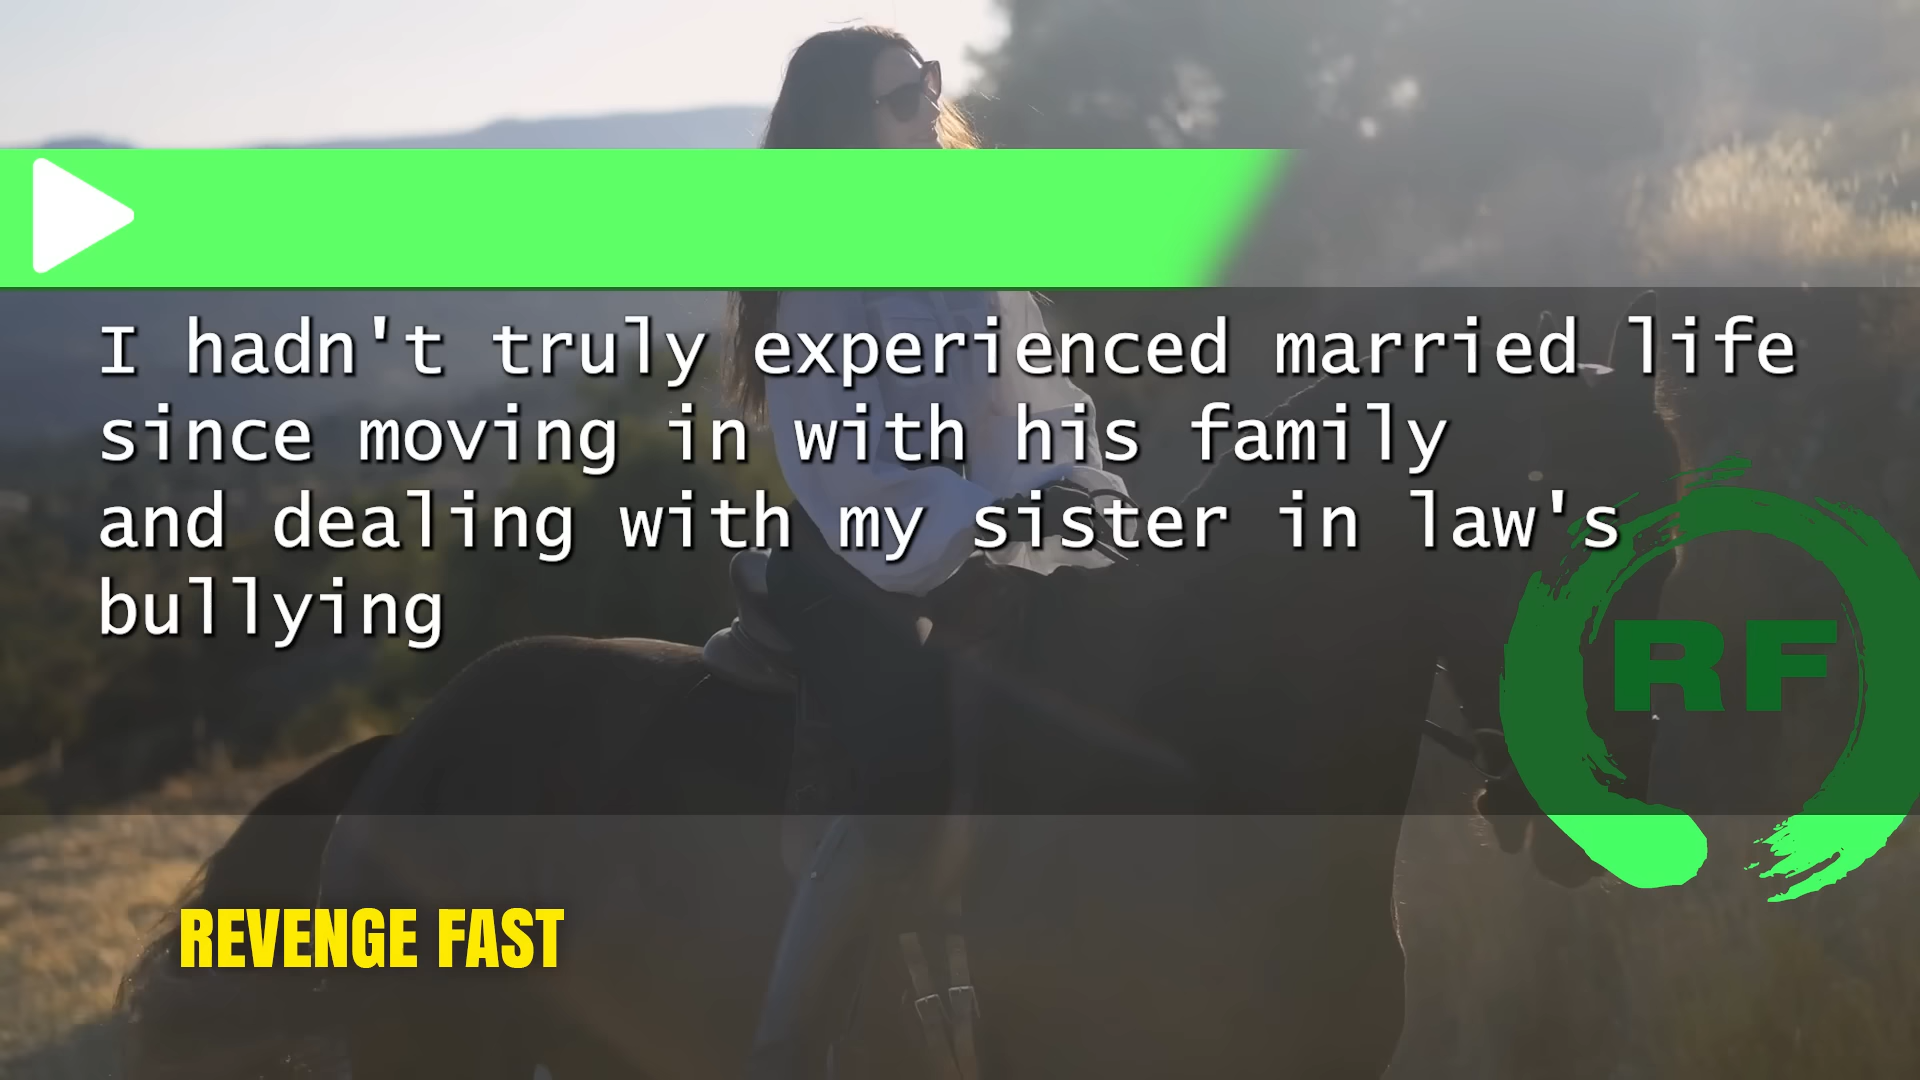 I hadn't truly experienced married life
since moving in with his family
and dealing with my sister in law's
bullying
RF
REVENGE FAST